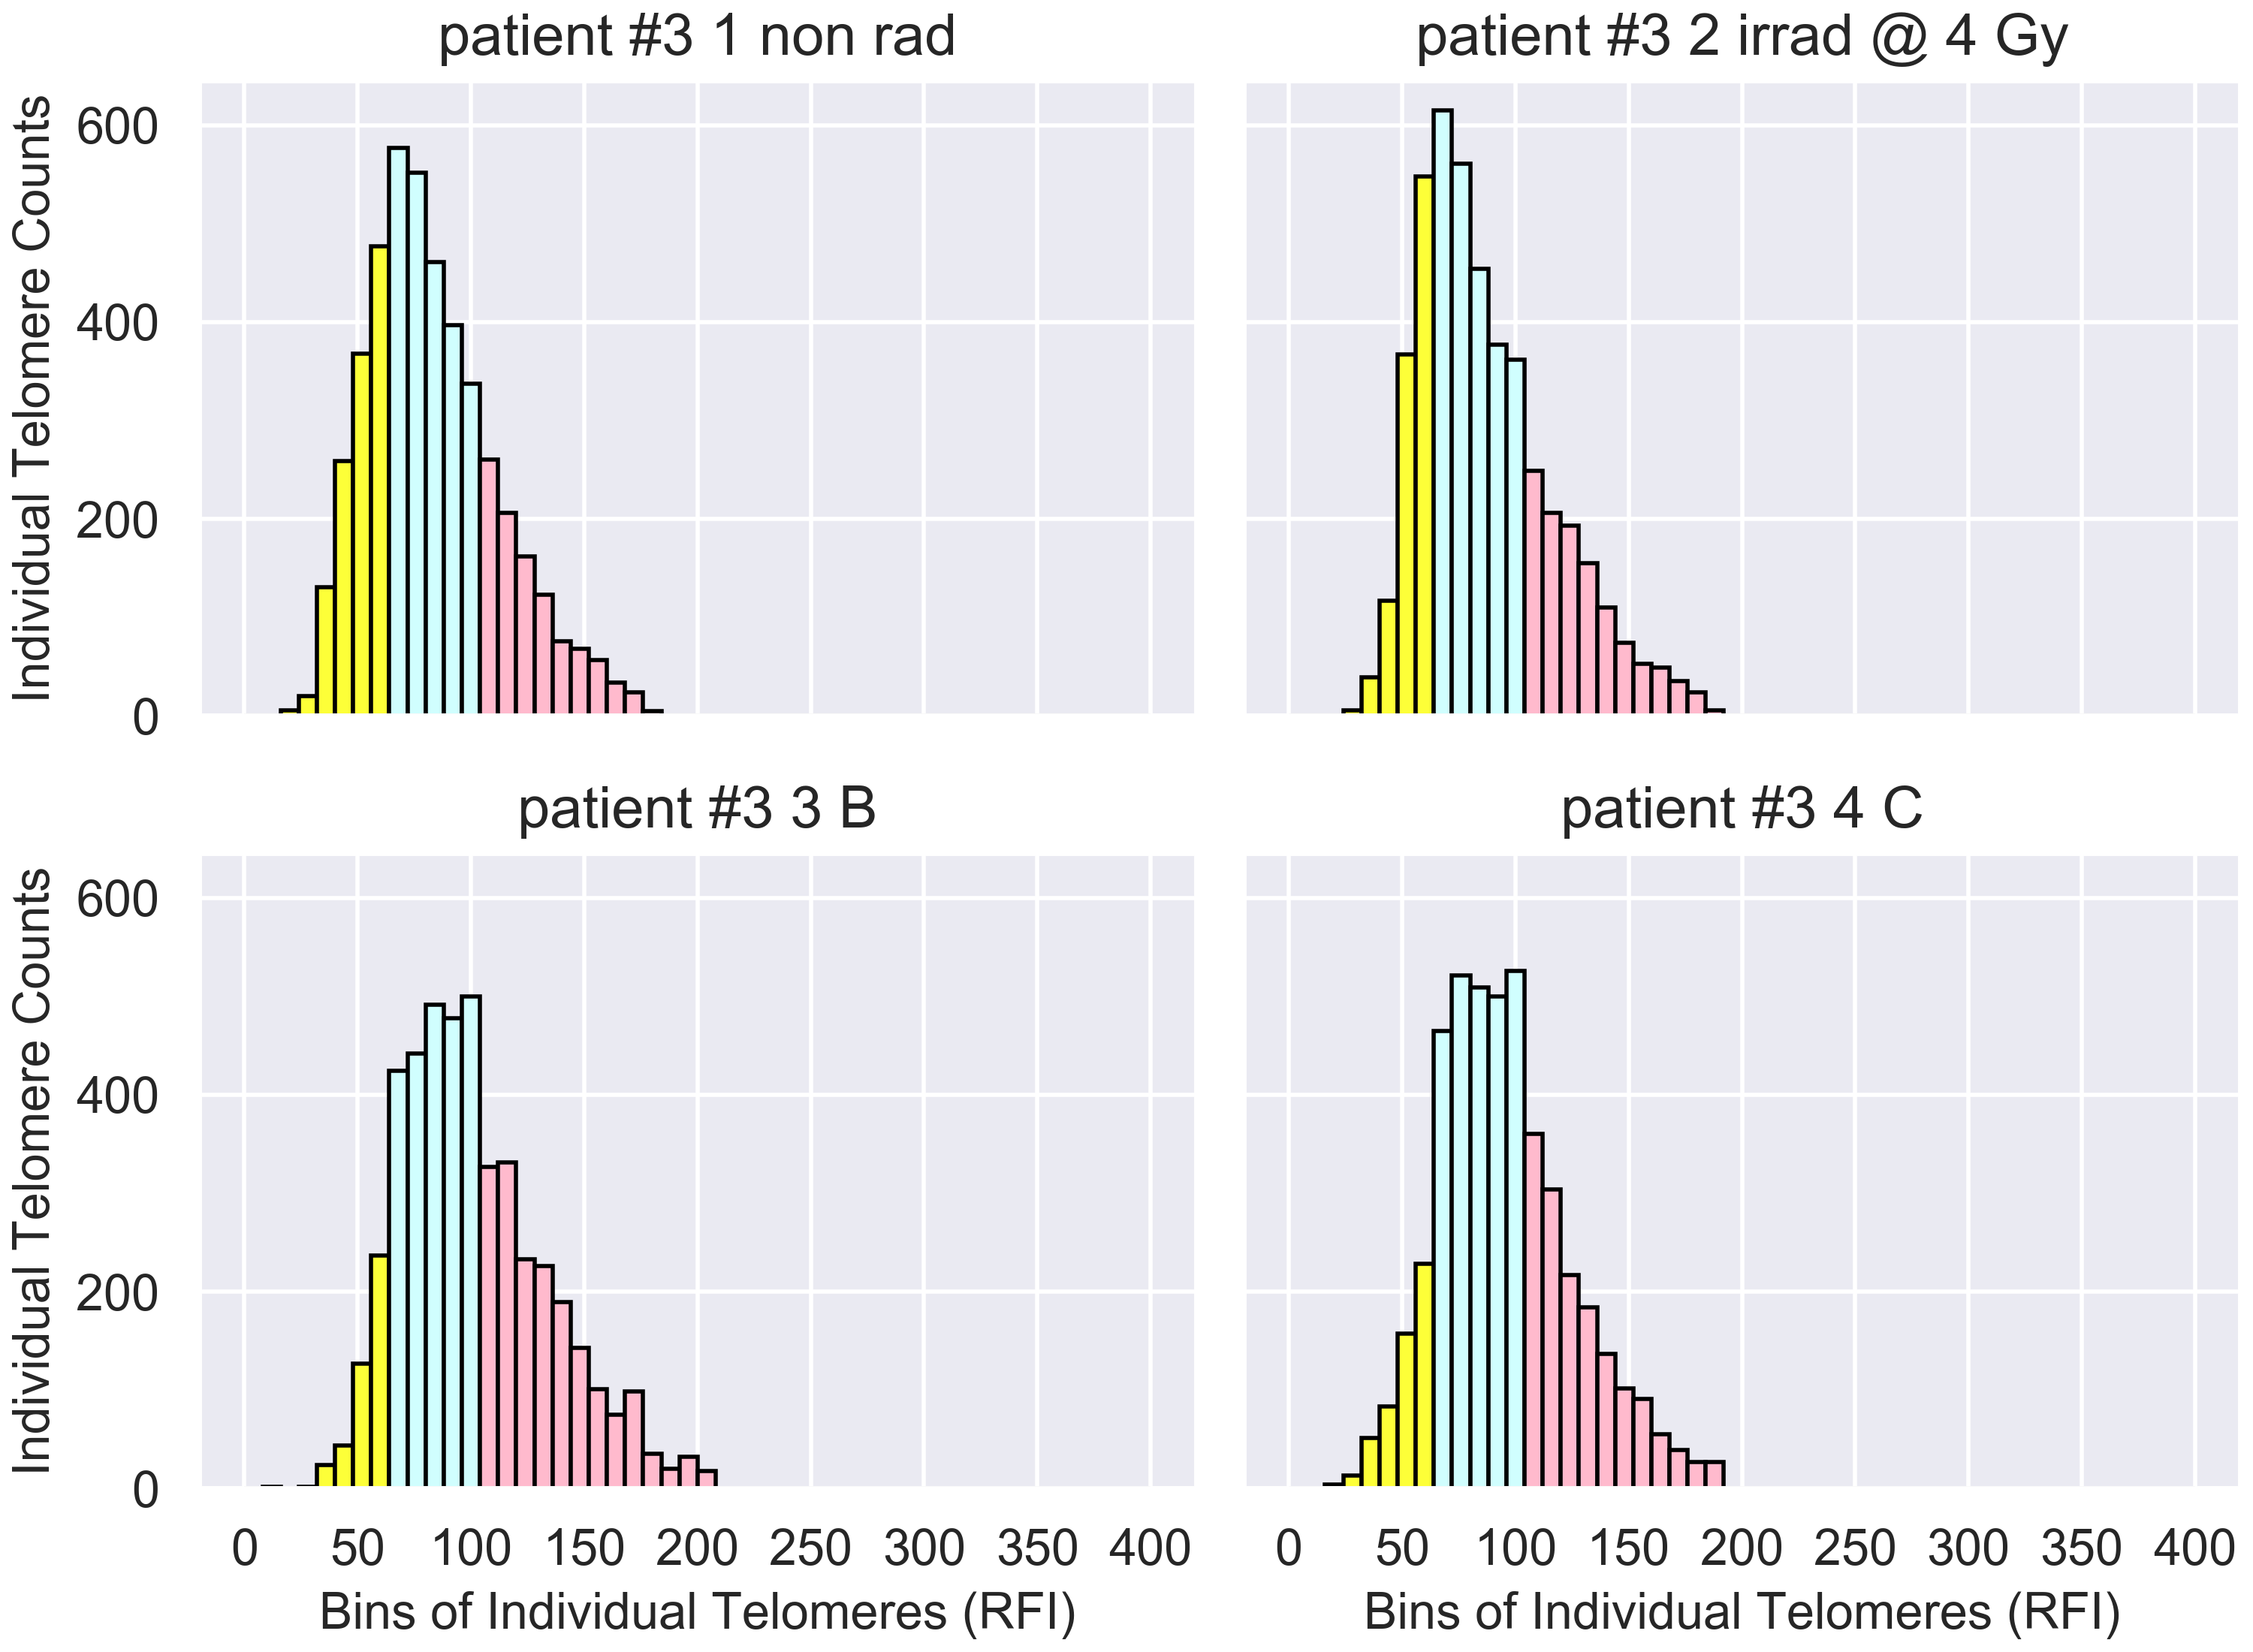 patient #3 1 non rad
patient #3 2 irrad @ 4 Gy
Individual Telomere Counts
600
400
200
0
patient #3 3 B
patient #3 4 C
Individual Telomere Counts
600
400
200
0
0 50 100 150 200 250 300 350 400
0 50 100 150 200 250 300 350 400
Bins of Individual Telomeres (RFI)
Bins of Individual Telomeres (RFI)